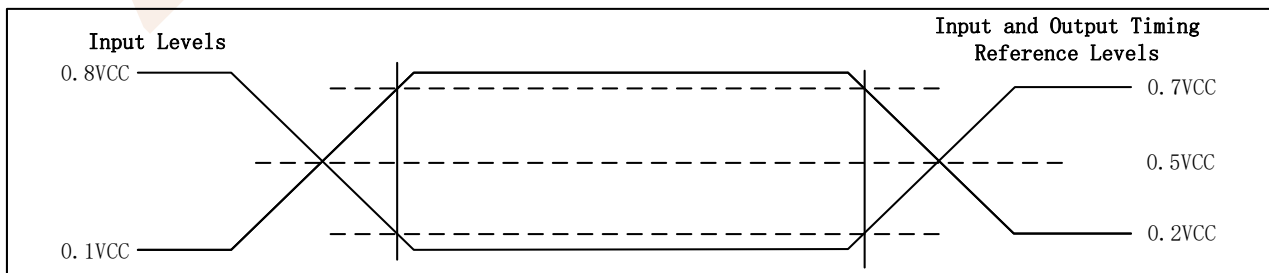 Input Levels
Input and Output Timing
Reference Levels
0.8VCC
0.7VCC
0.5VCC
0.1VCC
0.2VCC